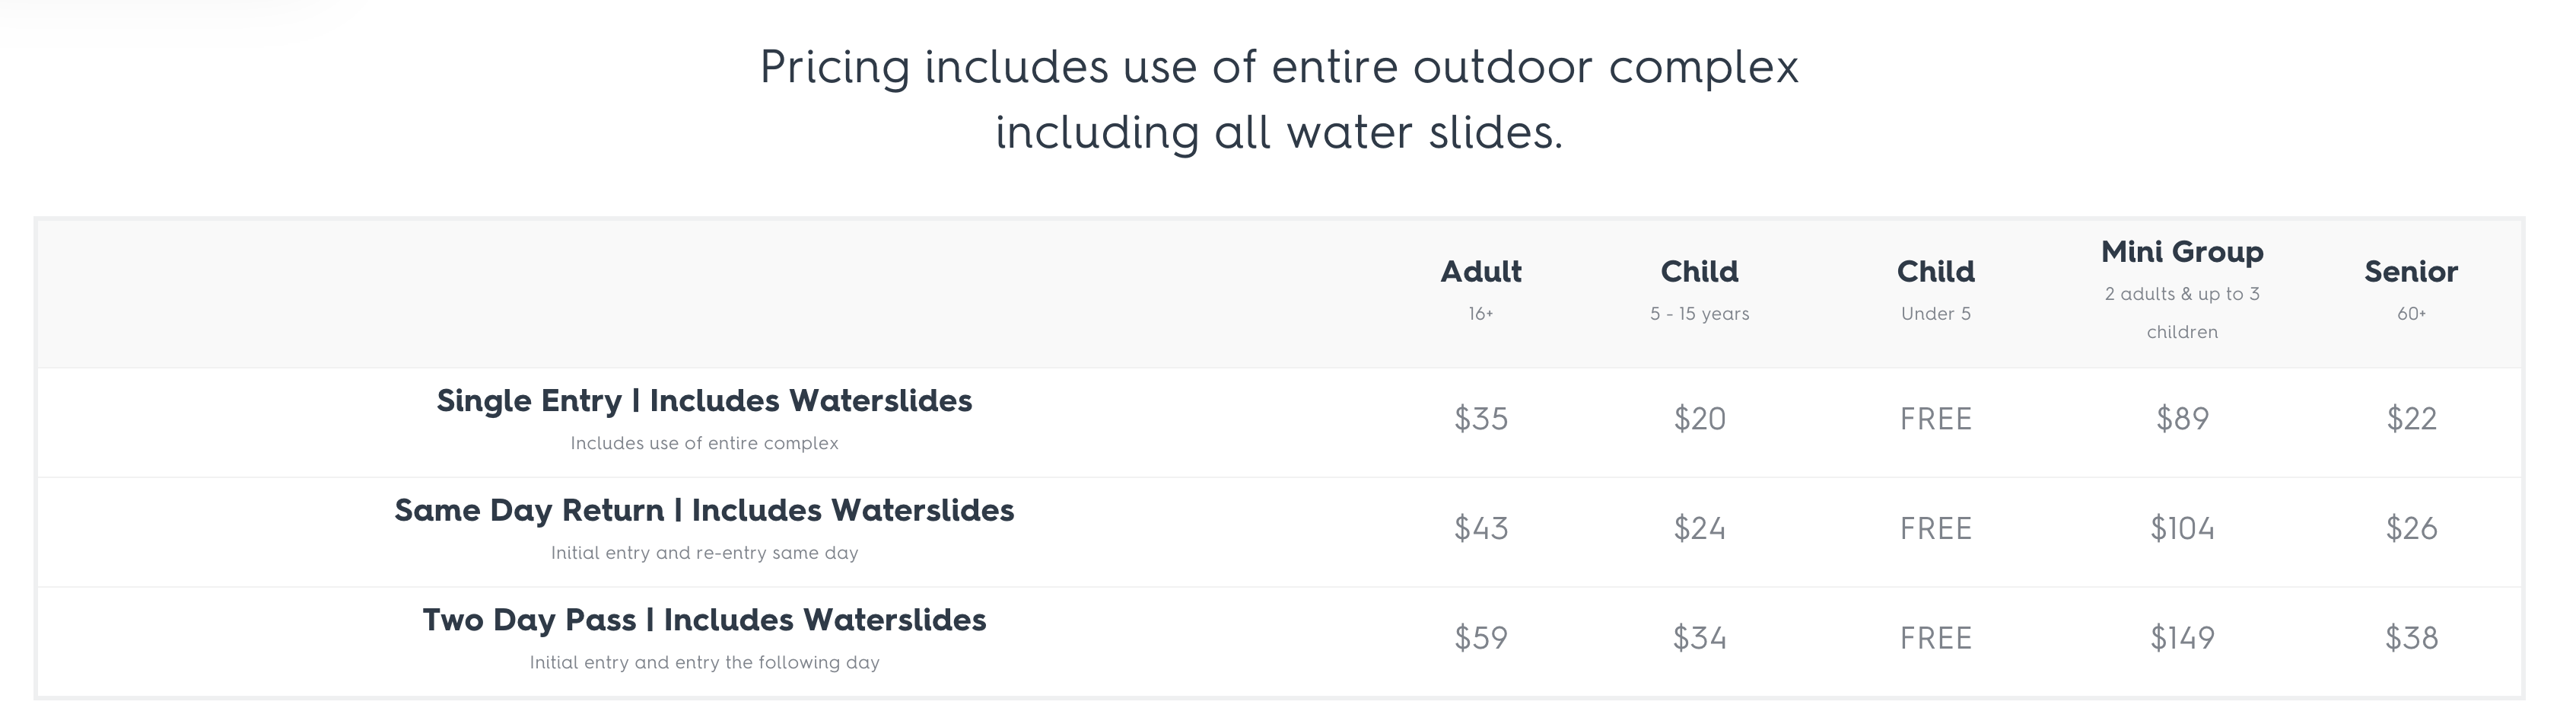 Pricing includes use of entire outdoor complex
including all water slides.
Adult Child Child Mini Group Senior
16+ 5 - 15 years Under 5 2 adults & up to 3 60+
children
Single Entry | Includes Waterslides $35 $20 FREE $89 $22
Includes use of entire complex
Same Day Return | Includes Waterslides $43 $24 FREE $104 $26
Initial entry and re-entry same day
Two Day Pass | Includes Waterslides $59 $34 FREE $149 $38
Initial entry and entry the following day